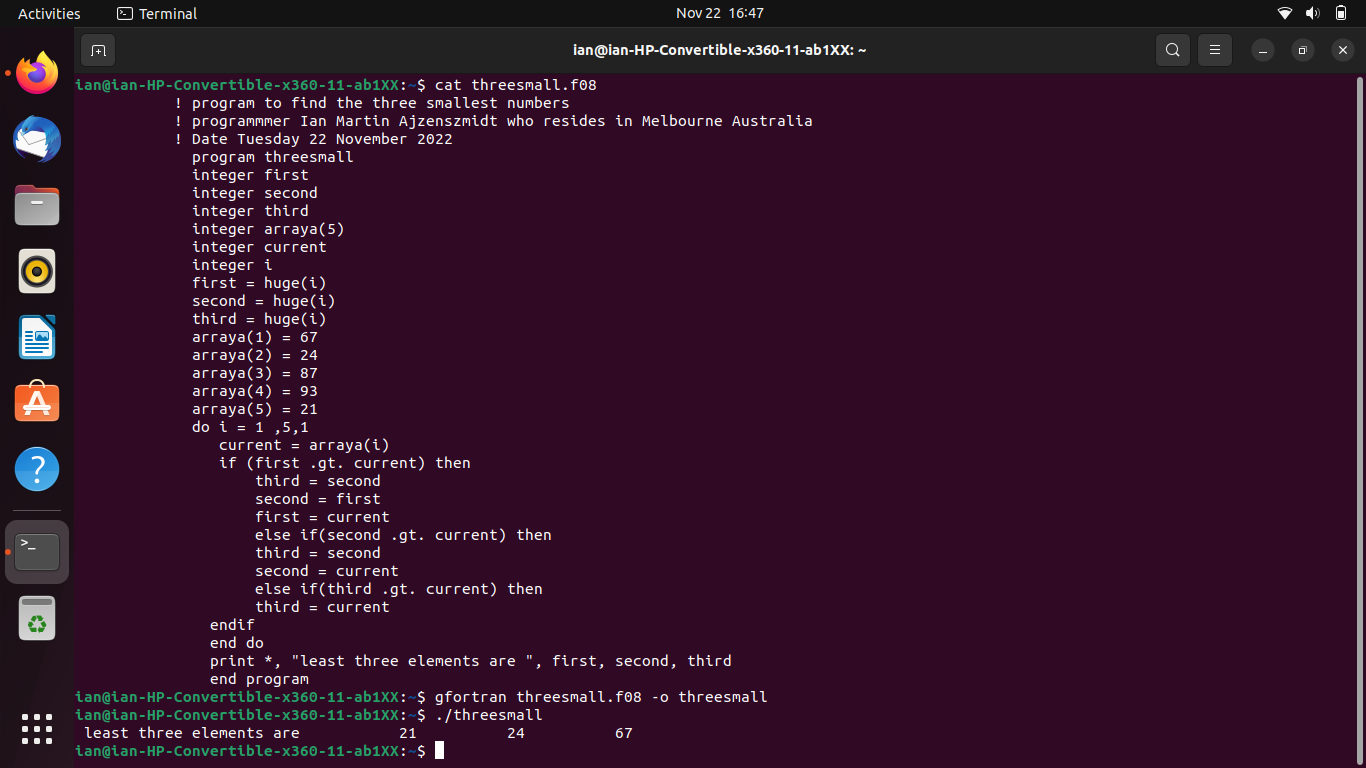 Activities Terminal Nov 22 16:47
ian@ian-HP-Convertible-x360-11-ab1XX: ~
ian@ian-HP-Convertible-x360-11-ab1XX:~$ cat threesmall.f08
! program to find the three smallest numbers
! programmmer Ian Martin Ajzenszmidt who resides in Melbourne Australia
! Date Tuesday 22 November 2022
program threesmall
integer first
integer second
integer third
integer arraya(5)
integer current
integer i
first = huge(i)
second = huge(i)
third = huge(i)
arraya(1) = 67
arraya(2) = 24
arraya(3) = 87
arraya(4) = 93
arraya(5) = 21
do i = 1 ,5,1
current = arraya(i)
if (first .gt. current) then
third = second
second = first
first = current
else if(second .gt. current) then
third = second
second = current
else if(third .gt. current) then
third = current
endif
end do
print *, "least three elements are ", first, second, third
end program
ian@ian-HP-Convertible-x360-11-ab1XX:~$ gfortran threesmall.f08 -o threesmall
ian@ian-HP-Convertible-x360-11-ab1XX:~$ ./threesmall
least three elements are 21 24 67
ian@ian-HP-Convertible-x360-11-ab1XX:~$